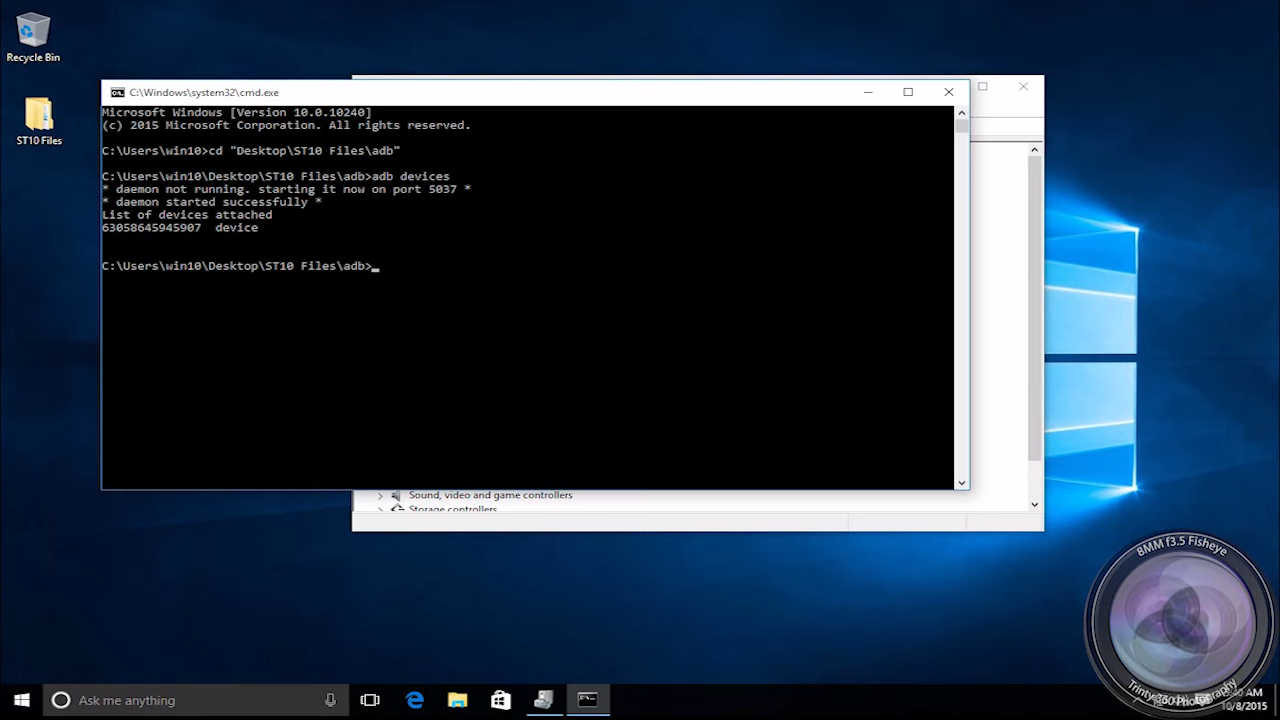 Recycle Bin
ST10 Files
C:\Windows\system32\cmd.exe
Microsoft Windows [Version 10.0.10240]
(c) 2015 Microsoft Corporation. All rights reserved.
C:\Users\win10>cd "Desktop\ST10 Files\adb"
C:\Users\win10\Desktop\ST10 Files\adb>adb devices
* daemon not running. starting it now on port 5037 *
* daemon started successfully *
List of devices attached
63058645945907 device
C:\Users\win10\Desktop\ST10 Files\adb>
Sound, video and game controllers
Storage controllers
8MM f3.5 Fisheye
Ask me anything
40 AM
10/8/2015